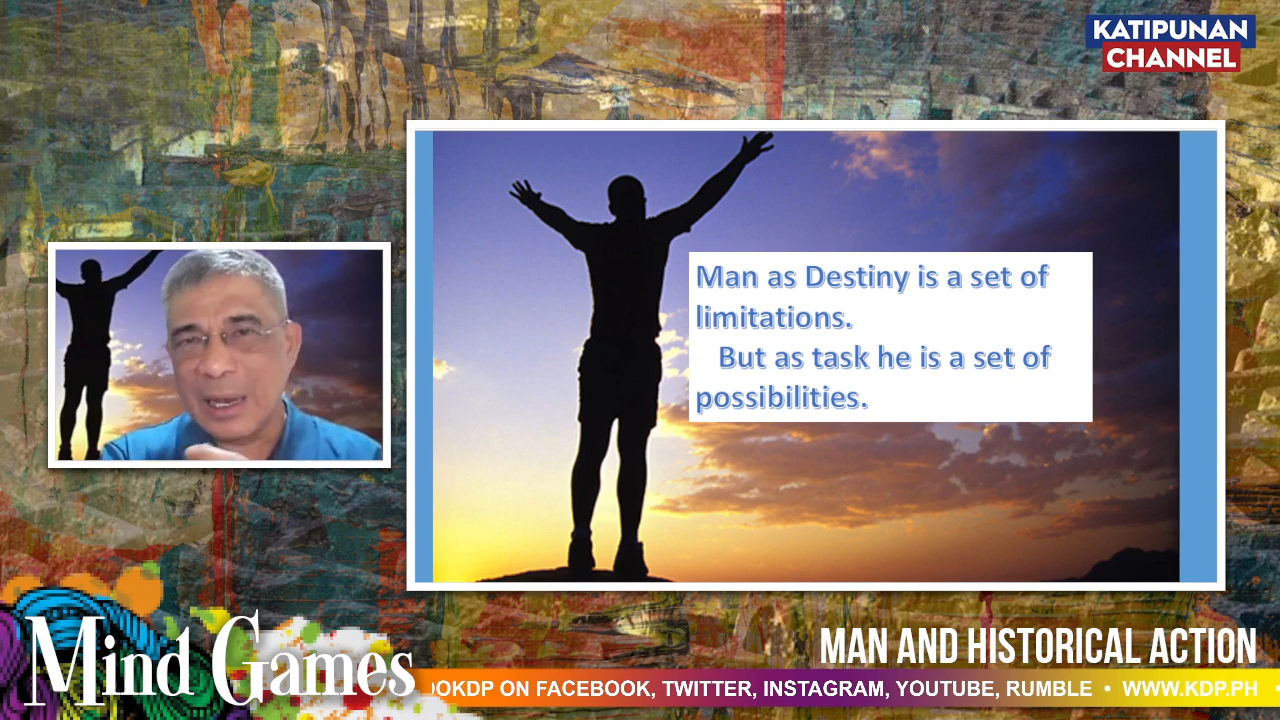 KATIPUNAN
CHANNEL
Man as Destiny is a set of
limitations.
But as task he is a set of
possibilities.
Mind Games
MAN AND HISTORICAL ACTION
OKDP ON FACEBOOK, TWITTER, INSTAGRAM, YOUTUBE, RUMBLE • WWW.KDP.PH